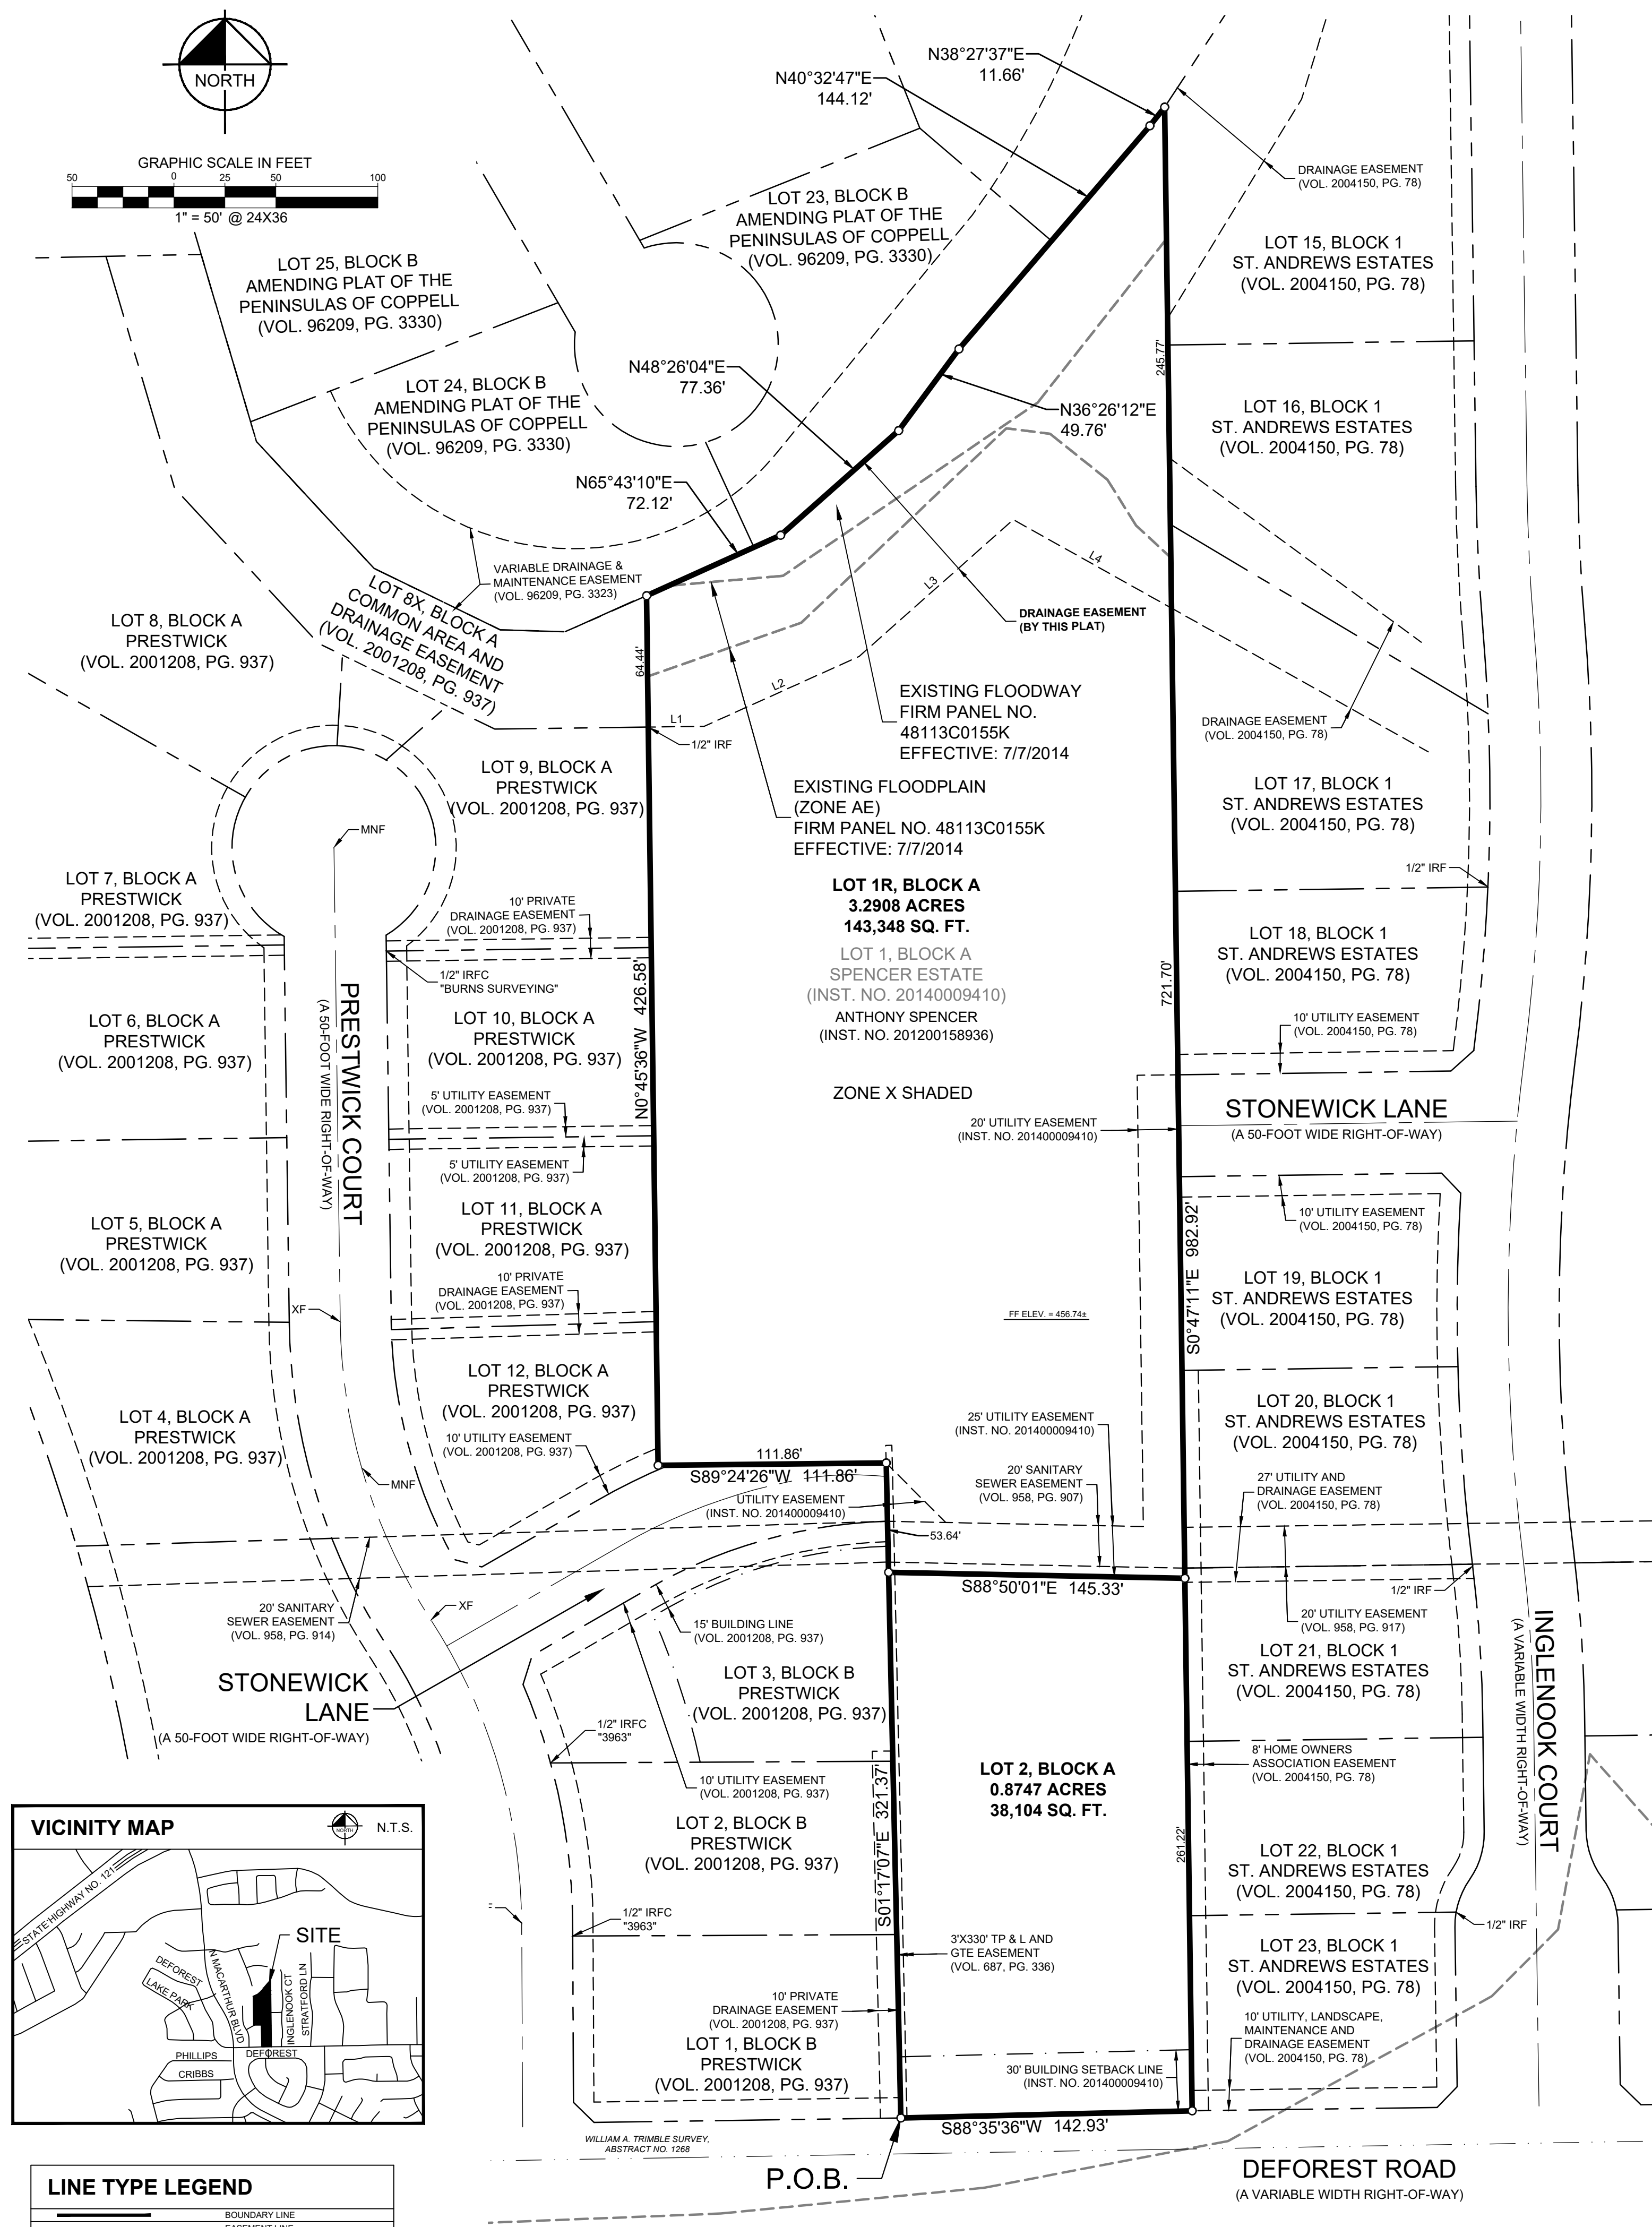 NORTH
GRAPHIC SCALE IN FEET
50 0 25 50 100
1" = 50' @ 24X36
N38°27'37"E
11.66'
N40°32'47"E
144.12'
DRAINAGE EASEMENT
(VOL. 2004150, PG. 78)
LOT 23, BLOCK B
AMENDING PLAT OF THE
PENINSULAS OF COPPELL
(VOL. 96209, PG. 3330)
LOT 25, BLOCK B
AMENDING PLAT OF THE
PENINSULAS OF COPPELL
(VOL. 96209, PG. 3330)
LOT 15, BLOCK 1
ST. ANDREWS ESTATES
(VOL. 2004150, PG. 78)
245.77'
N48°26'04"E
77.36'
LOT 24, BLOCK B
AMENDING PLAT OF THE
PENINSULAS OF COPPELL
(VOL. 96209, PG. 3330)
N36°26'12"E
49.76'
LOT 16, BLOCK 1
ST. ANDREWS ESTATES
(VOL. 2004150, PG. 78)
N65°43'10"E
72.12'
VARIABLE DRAINAGE &
MAINTENANCE EASEMENT
(VOL. 96209, PG. 3323)
LOT 8X, BLOCK A
COMMON AREA AND
DRAINAGE EASEMENT
(VOL. 2001208, PG. 937)
L1
L2
L3
L4
DRAINAGE EASEMENT
(BY THIS PLAT)
LOT 8, BLOCK A
PRESTWICK
(VOL. 2001208, PG. 937)
64.44'
1/2" IRF
EXISTING FLOODWAY
FIRM PANEL NO.
48113C0155K
EFFECTIVE: 7/7/2014
DRAINAGE EASEMENT
(VOL. 2004150, PG. 78)
LOT 9, BLOCK A
PRESTWICK
(VOL. 2001208, PG. 937)
EXISTING FLOODPLAIN
(ZONE AE)
FIRM PANEL NO. 48113C0155K
EFFECTIVE: 7/7/2014
LOT 17, BLOCK 1
ST. ANDREWS ESTATES
(VOL. 2004150, PG. 78)
MNF
1/2" IRF
LOT 7, BLOCK A
PRESTWICK
(VOL. 2001208, PG. 937)
10' PRIVATE
DRAINAGE EASEMENT
(VOL. 2001208, PG. 937)
LOT 1R, BLOCK A
3.2908 ACRES
143,348 SQ. FT.
LOT 1, BLOCK A
SPENCER ESTATE
(INST. NO. 20140009410)
ANTHONY SPENCER
(INST. NO. 201200158936)
LOT 18, BLOCK 1
ST. ANDREWS ESTATES
(VOL. 2004150, PG. 78)
1/2" IRFC
"BURNS SURVEYING"
N0°45'36"W 426.58'
721.70'
PRESTWICK COURT
(A 50-FOOT WIDE RIGHT-OF-WAY)
LOT 6, BLOCK A
PRESTWICK
(VOL. 2001208, PG. 937)
LOT 10, BLOCK A
PRESTWICK
(VOL. 2001208, PG. 937)
10' UTILITY EASEMENT
(VOL. 2004150, PG. 78)
ZONE X SHADED
5' UTILITY EASEMENT
(VOL. 2001208, PG. 937)
20' UTILITY EASEMENT
(INST. NO. 201400009410)
STONEWICK LANE
(A 50-FOOT WIDE RIGHT-OF-WAY)
5' UTILITY EASEMENT
(VOL. 2001208, PG. 937)
LOT 5, BLOCK A
PRESTWICK
(VOL. 2001208, PG. 937)
LOT 11, BLOCK A
PRESTWICK
(VOL. 2001208, PG. 937)
10' UTILITY EASEMENT
(VOL. 2004150, PG. 78)
S0°47'11"E 982.92'
10' PRIVATE
DRAINAGE EASEMENT
(VOL. 2001208, PG. 937)
LOT 19, BLOCK 1
ST. ANDREWS ESTATES
(VOL. 2004150, PG. 78)
XF
FF ELEV. = 456.74±
LOT 4, BLOCK A
PRESTWICK
(VOL. 2001208, PG. 937)
LOT 12, BLOCK A
PRESTWICK
(VOL. 2001208, PG. 937)
LOT 20, BLOCK 1
ST. ANDREWS ESTATES
(VOL. 2004150, PG. 78)
10' UTILITY EASEMENT
(VOL. 2001208, PG. 937)
25' UTILITY EASEMENT
(INST. NO. 201400009410)
111.86'
S89°24'26"W 111.86'
MNF
20' SANITARY
SEWER EASEMENT
(VOL. 958, PG. 907)
27' UTILITY AND
DRAINAGE EASEMENT
(VOL. 2004150, PG. 78)
UTILITY EASEMENT
(INST. NO. 201400009410)
53.64'
S88°50'01"E 145.33'
1/2" IRF
20' SANITARY
SEWER EASEMENT
(VOL. 958, PG. 914)
XF
15' BUILDING LINE
(VOL. 2001208, PG. 937)
20' UTILITY EASEMENT
(VOL. 958, PG. 917)
STONEWICK
LANE
(A 50-FOOT WIDE RIGHT-OF-WAY)
LOT 3, BLOCK B
PRESTWICK
(VOL. 2001208, PG. 937)
LOT 21, BLOCK 1
ST. ANDREWS ESTATES
(VOL. 2004150, PG. 78)
INGLENOOK COURT
(A VARIABLE WIDTH RIGHT-OF-WAY)
1/2" IRFC
"3963"
10' UTILITY EASEMENT
(VOL. 2001208, PG. 937)
LOT 2, BLOCK A
0.8747 ACRES
38,104 SQ. FT.
8' HOME OWNERS
ASSOCIATION EASEMENT
(VOL. 2004150, PG. 78)
S01°17'07"E 321.37'
261.22'
LOT 2, BLOCK B
PRESTWICK
(VOL. 2001208, PG. 937)
LOT 22, BLOCK 1
ST. ANDREWS ESTATES
(VOL. 2004150, PG. 78)
1/2" IRFC
"3963"
1/2" IRF
3'X330' TP & L AND
GTE EASEMENT
(VOL. 687, PG. 336)
LOT 23, BLOCK 1
ST. ANDREWS ESTATES
(VOL. 2004150, PG. 78)
10' PRIVATE
DRAINAGE EASEMENT
(VOL. 2001208, PG. 937)
LOT 1, BLOCK B
PRESTWICK
(VOL. 2001208, PG. 937)
10' UTILITY, LANDSCAPE,
MAINTENANCE AND
DRAINAGE EASEMENT
(VOL. 2004150, PG. 78)
30' BUILDING SETBACK LINE
(INST. NO. 201400009410)
S88°35'36"W 142.93'
WILLIAM A. TRIMBLE SURVEY,
ABSTRACT NO. 1268
P.O.B.
DEFOREST ROAD
(A VARIABLE WIDTH RIGHT-OF-WAY)
VICINITY MAP
NORTH
N.T.S.
STATE HIGHWAY NO. 121
SITE
DEFOREST
LAKE PARK
N MACARTHUR BLVD
INGLENOOK CT
STRATFORD LN
PHILLIPS
DEFOREST
CRIBBS
LINE TYPE LEGEND
BOUNDARY LINE
EASEMENT LINE